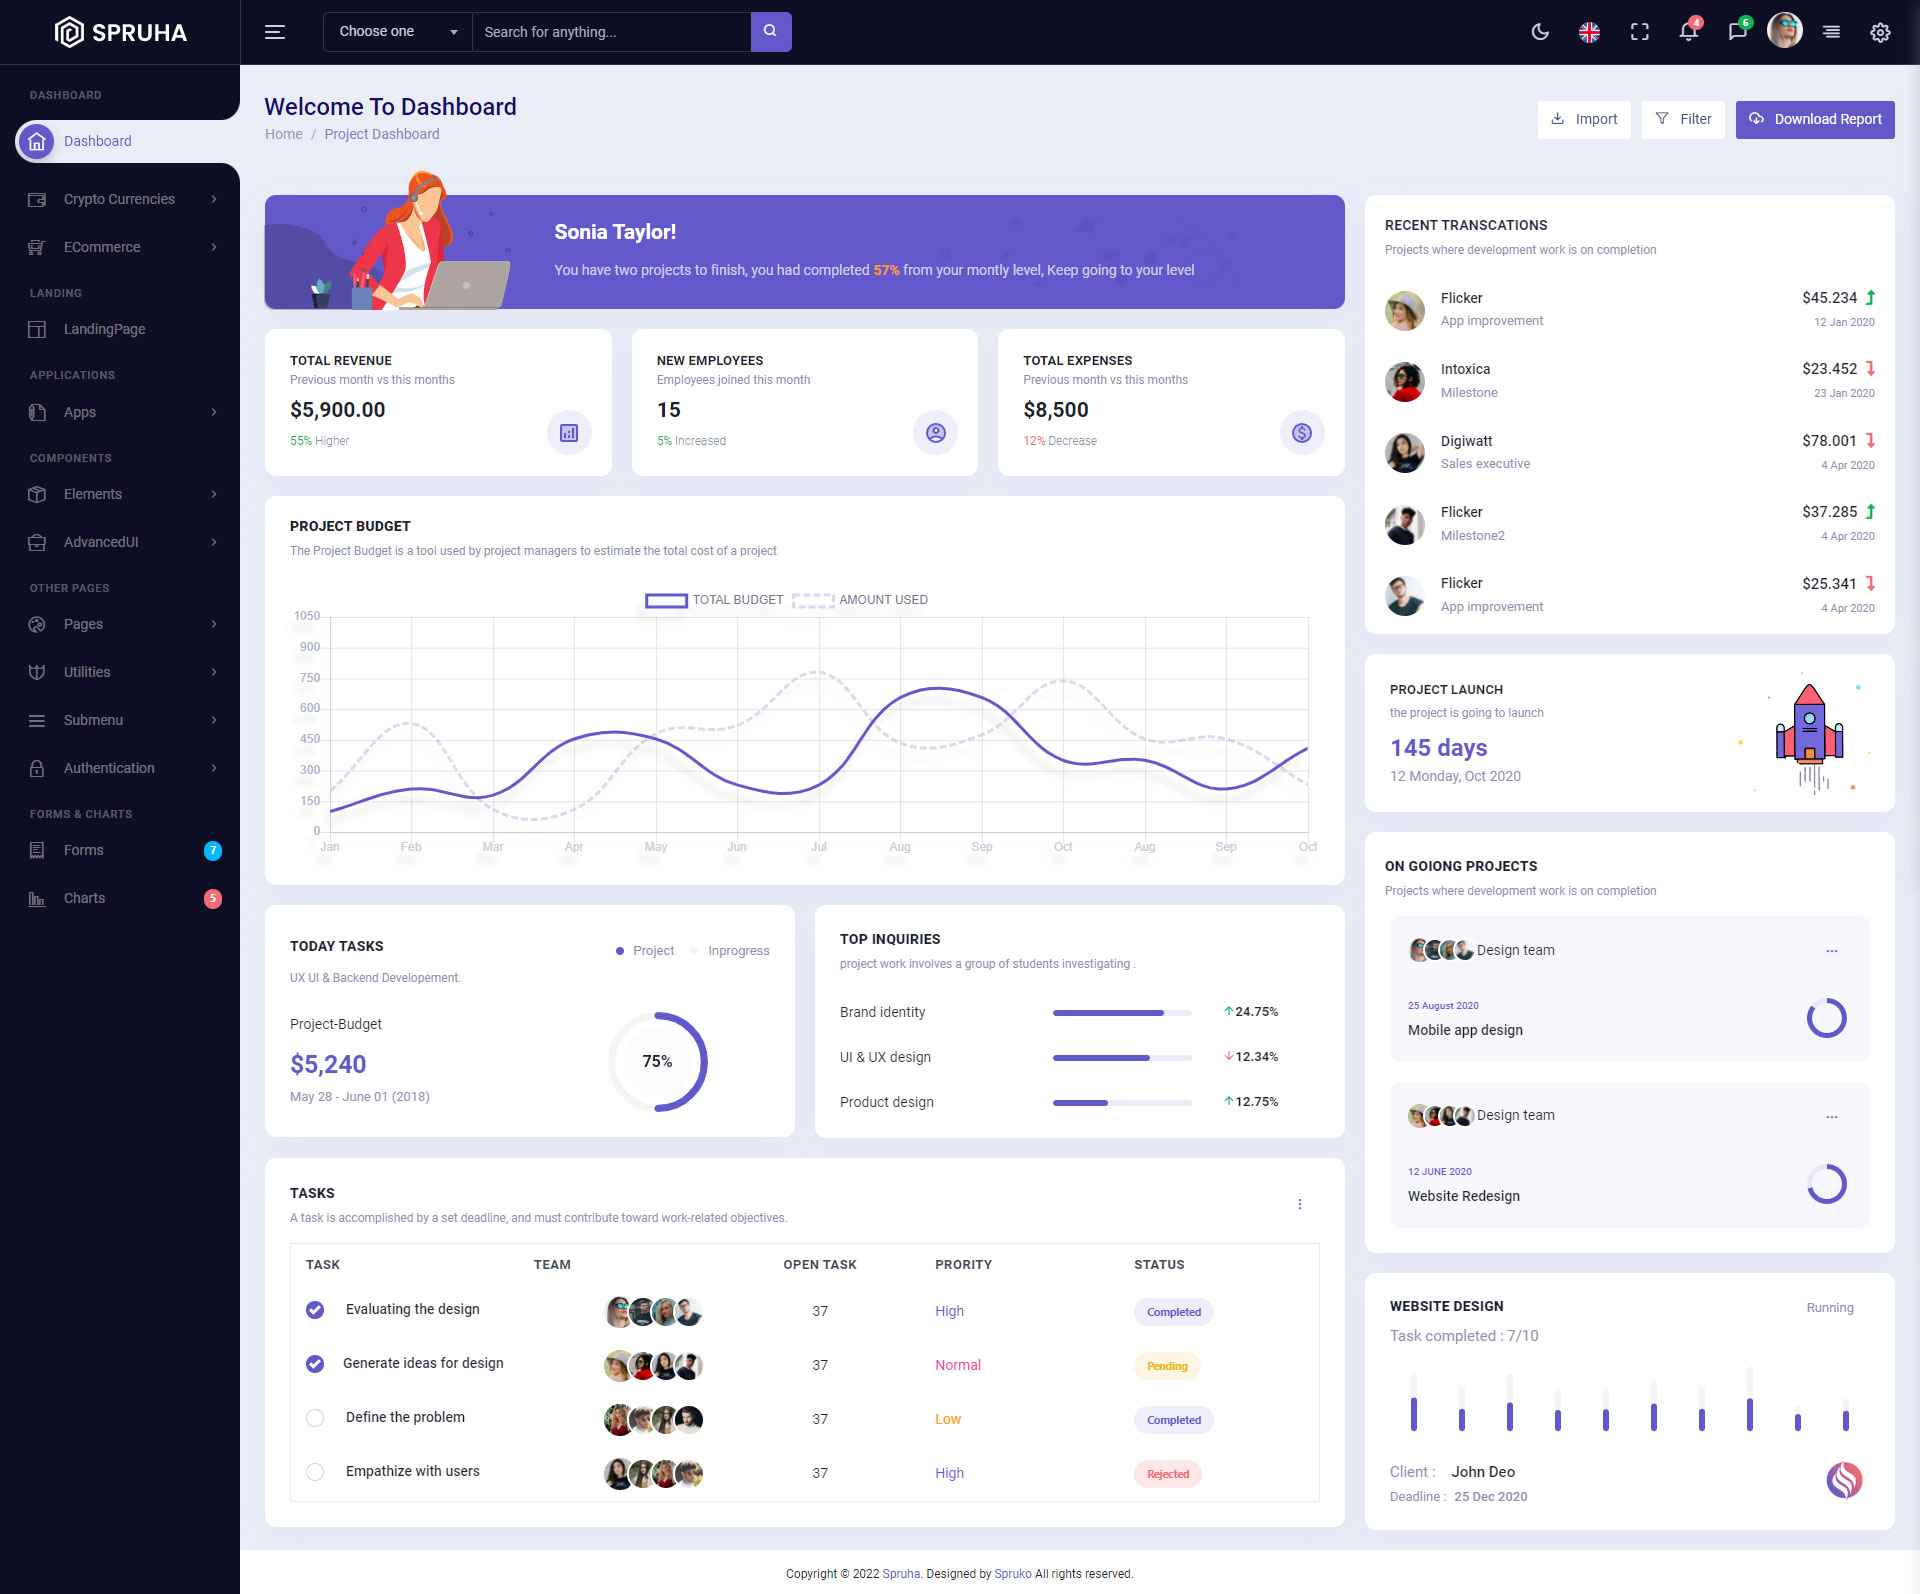 SPRUHA
Choose one
Search for anything...
4
6
DASHBOARD
Dashboard
Crypto Currencies
ECommerce
LANDING
LandingPage
APPLICATIONS
Apps
COMPONENTS
Elements
AdvancedUI
OTHER PAGES
Pages
Utilities
Submenu
Authentication
FORMS & CHARTS
Forms 7
Charts 5
Welcome To Dashboard
Home / Project Dashboard
Import
Filter
Download Report
Sonia Taylor!
You have two projects to finish, you had completed 57% from your montly level, Keep going to your level
TOTAL REVENUE
Previous month vs this months
$5,900.00
55% Higher
NEW EMPLOYEES
Employees joined this month
15
5% Increased
TOTAL EXPENSES
Previous month vs this months
$8,500
12% Decrease
PROJECT BUDGET
The Project Budget is a tool used by project managers to estimate the total cost of a project
TOTAL BUDGET AMOUNT USED
1050
900
750
600
450
300
150
0
Jan Feb Mar Apr May Jun Jul Aug Sep Oct Aug Sep Oct
TODAY TASKS
Project Inprogress
UX UI & Backend Developement.
Project-Budget
$5,240
May 28 - June 01 (2018)
75%
TOP INQUIRIES
project work involves a group of students investigating .
Brand identity 24.75%
UI & UX design 12.34%
Product design 12.75%
TASKS
A task is accomplished by a set deadline, and must contribute toward work-related objectives.
TASK TEAM OPEN TASK PRORITY STATUS
Evaluating the design 37 High Completed
Generate ideas for design 37 Normal Pending
Define the problem 37 Low Completed
Empathize with users 37 High Rejected
RECENT TRANSCATIONS
Projects where development work is on completion
Flicker $45.234
App improvement 12 Jan 2020
Intoxica $23.452
Milestone 23 Jan 2020
Digiwatt $78.001
Sales executive 4 Apr 2020
Flicker $37.285
Milestone2 4 Apr 2020
Flicker $25.341
App improvement 4 Apr 2020
PROJECT LAUNCH
the project is going to launch
145 days
12 Monday, Oct 2020
ON GOIONG PROJECTS
Projects where development work is on completion
Design team
25 August 2020
Mobile app design
Design team
12 JUNE 2020
Website Redesign
WEBSITE DESIGN Running
Task completed : 7/10
Client : John Deo
Deadline : 25 Dec 2020
Copyright © 2022 Spruha. Designed by Spruko All rights reserved.